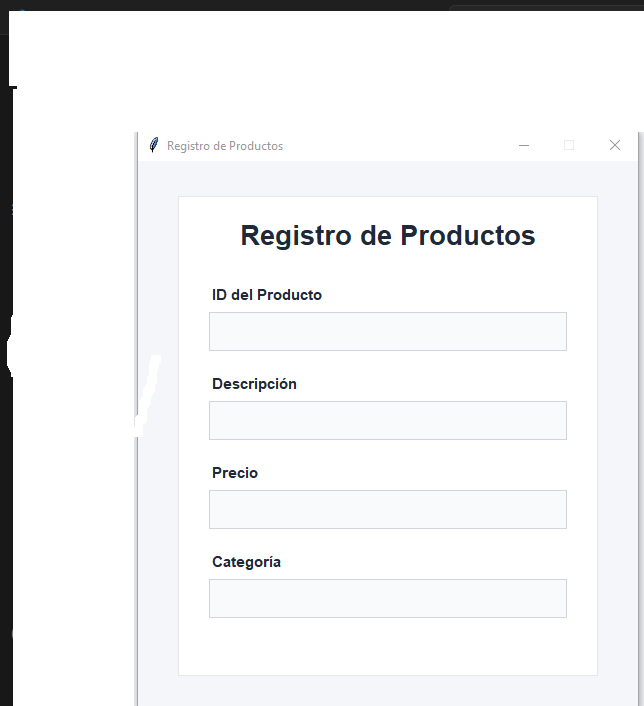 Registro de Productos
Registro de Productos
ID del Producto
Descripción
Precio
Categoría